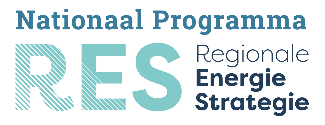 Nationaal Programma
RES
Regionale
Energie
Strategie